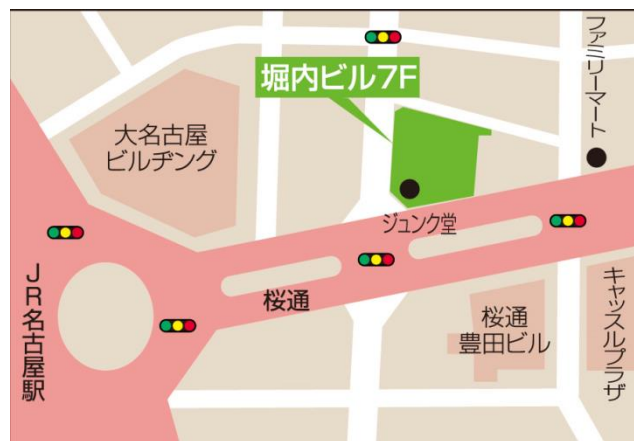 ファミリーマート
堀内ビル7F
大名古屋
ビルヂング
ジュンク堂
JR名古屋駅
桜通
桜通
豊田ビル
キャッスルプラザ